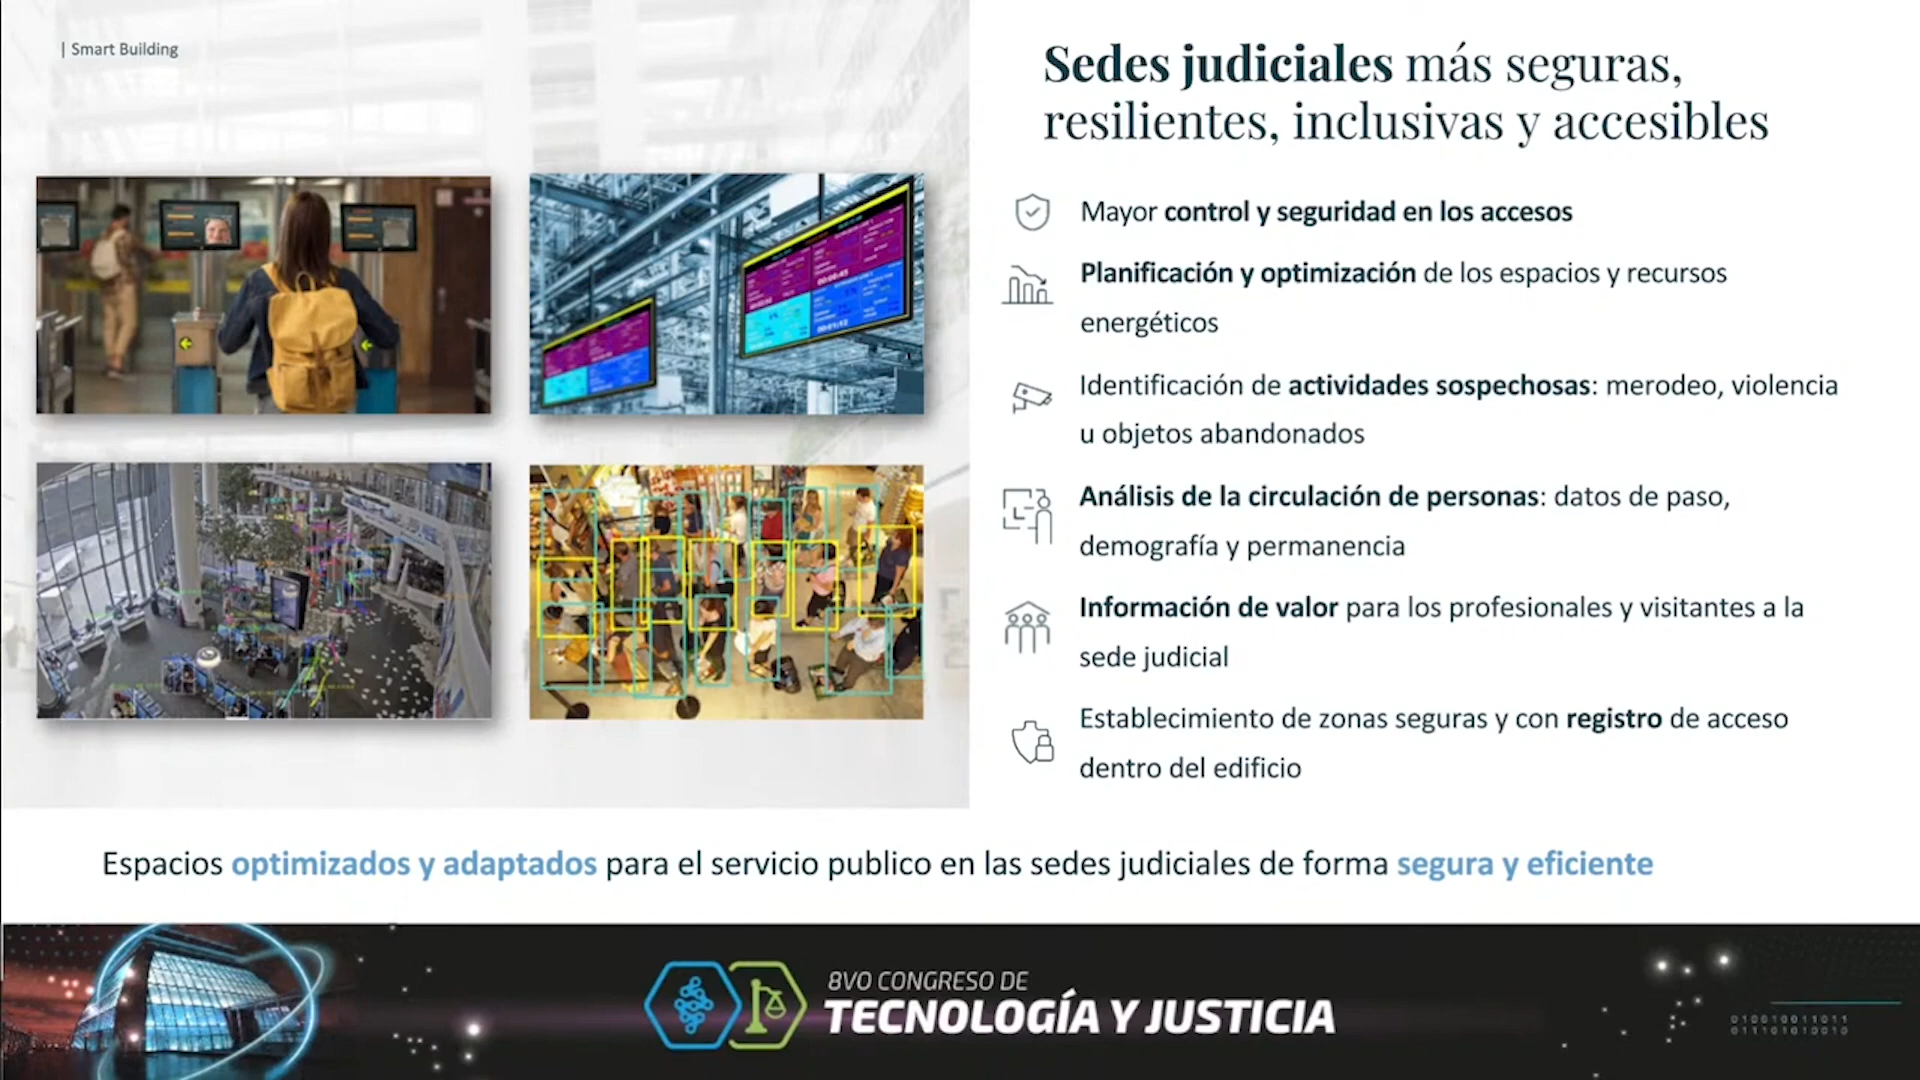 | Smart Building
Sedes judiciales más seguras,
resilientes, inclusivas y accesibles
Mayor control y seguridad en los accesos
Planificación y optimización de los espacios y recursos
energéticos
Identificación de actividades sospechosas: merodeo, violencia
u objetos abandonados
Análisis de la circulación de personas: datos de paso,
demografía y permanencia
Información de valor para los profesionales y visitantes a la
sede judicial
Establecimiento de zonas seguras y con registro de acceso
dentro del edificio
Espacios optimizados y adaptados para el servicio publico en las sedes judiciales de forma segura y eficiente
8VO CONGRESO DE
TECNOLOGÍA Y JUSTICIA
010010011011
011101010010